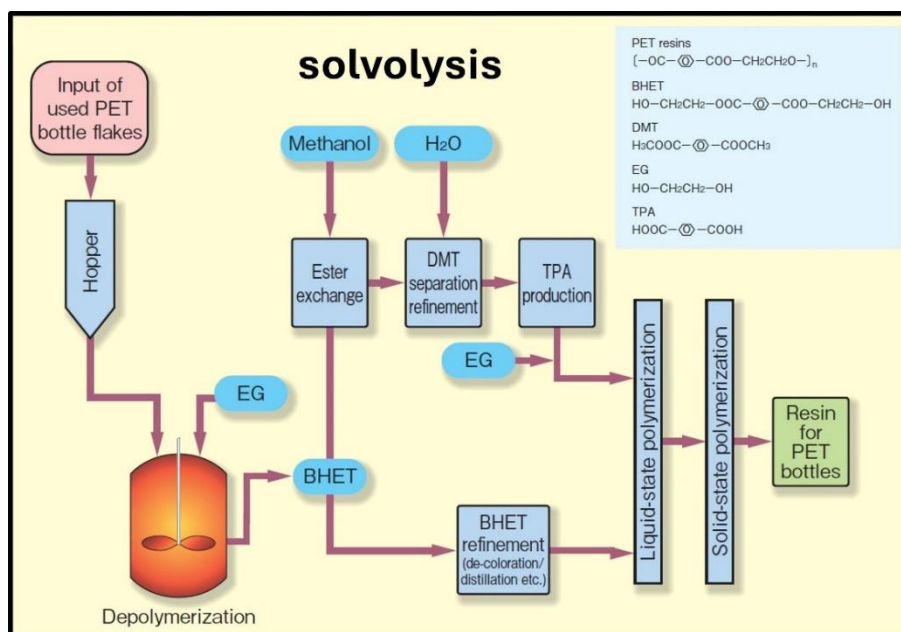 solvolysis
Input of
used PET
bottle flakes
Hopper
EG
Depolymerization
BHET
Methanol
H₂O
Ester
exchange
DMT
separation
refinement
TPA
production
EG
BHET
refinement
(de-coloration/
distillation etc.)
Liquid-state polymerization
Solid-state polymerization
Resin
for
PET
bottles
PET resins
[—OC—⌬—COO—CH2CH2O—]n
BHET
HO—CH2CH2—OOC—⌬—COO—CH2CH2—OH
DMT
H3COOC—⌬—COOCH3
EG
HO—CH2CH2—OH
TPA
HOOC—⌬—COOH